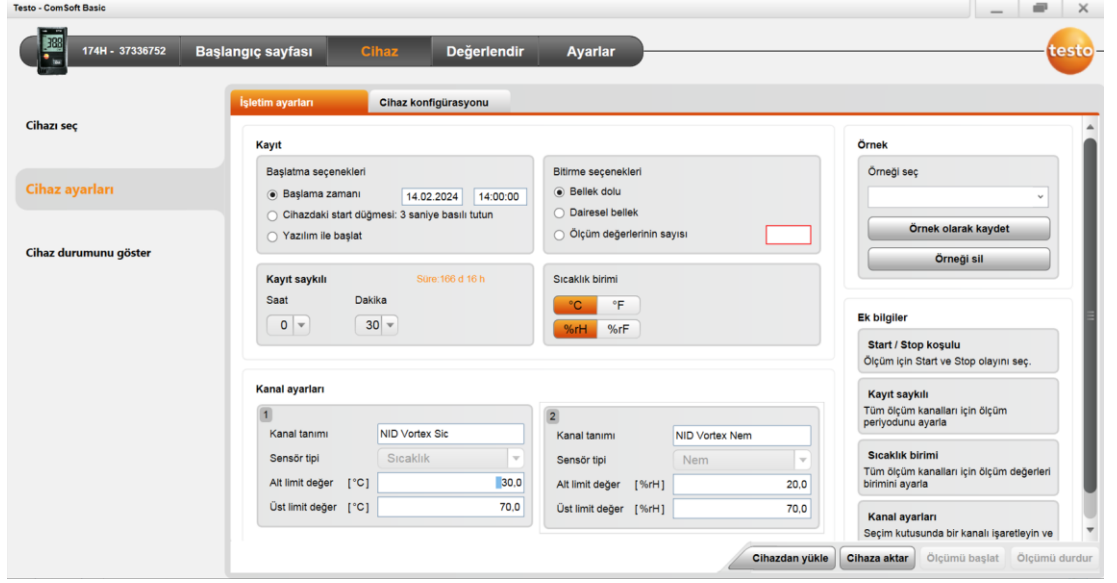 Testo - ComSoft Basic
174H - 37336752
Başlangıç sayfası
Cihaz
Değerlendir
Ayarlar
testo
Cihazı seç
Cihaz ayarları
Cihaz durumunu göster
İşletim ayarları
Cihaz konfigürasyonu
Kayıt
Başlatma seçenekleri
Başlama zamanı 14.02.2024 14:00:00
Cihazdaki start düğmesi: 3 saniye basılı tutun
Yazılım ile başlat
Bitirme seçenekleri
Bellek dolu
Dairesel bellek
Ölçüm değerlerinin sayısı
Kayıt saykılı Süre:166 d 16 h
Saat Dakika
0 30
Sıcaklık birimi
°C °F
%rH %rF
Kanal ayarları
1
Kanal tanımı NID Vortex Sic
Sensör tipi Sıcaklık
Alt limit değer [°C] 30,0
Üst limit değer [°C] 70,0
2
Kanal tanımı NID Vortex Nem
Sensör tipi Nem
Alt limit değer [%rH] 20,0
Üst limit değer [%rH] 70,0
Örnek
Örneği seç
Örnek olarak kaydet
Örneği sil
Ek bilgiler
Start / Stop koşulu
Ölçüm için Start ve Stop olayını seç.
Kayıt saykılı
Tüm ölçüm kanalları için ölçüm
periyodunu ayarla
Sıcaklık birimi
Tüm ölçüm kanalları için ölçüm değerleri
birimini ayarla
Kanal ayarları
Seçim kutusunda bir kanalı işaretleyin ve
Cihazdan yükle
Cihaza aktar
Ölçümü başlat
Ölçümü durdur